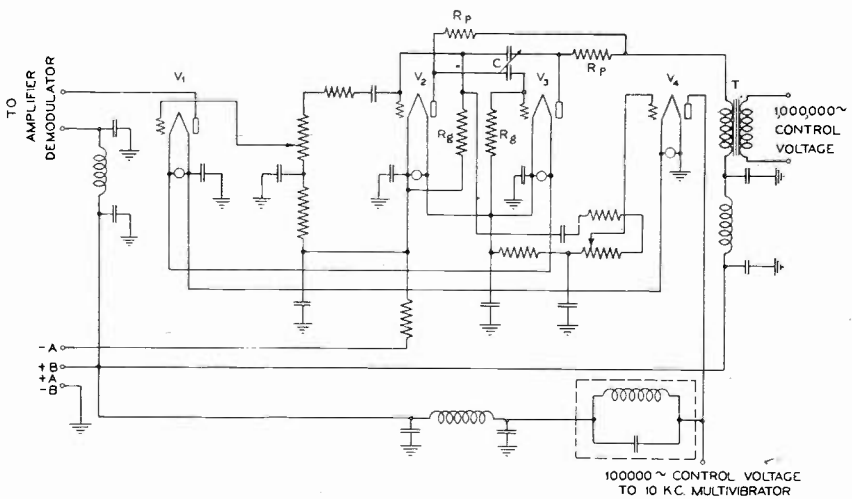 TO
AMPLIFIER
DEMODULATOR
V1
Rp
V2
C
V3
Rp
V4
T
Rg
Rg
1,000,000~
CONTROL
VOLTAGE
-A
+B
+A
-B
100000~ CONTROL VOLTAGE
TO 10 KC. MULTIVIBRATOR